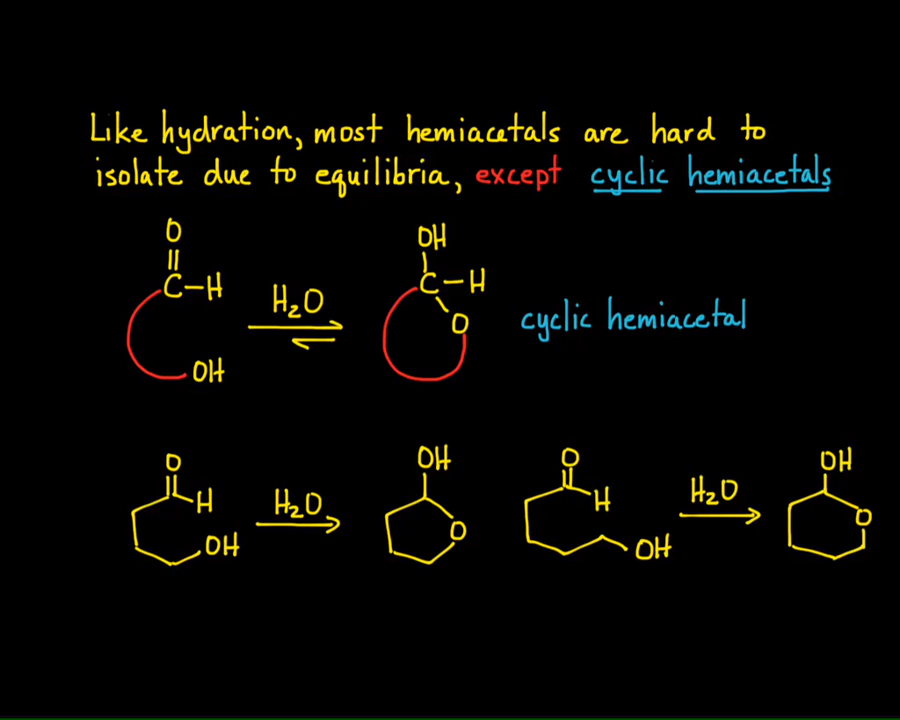 Like hydration, most hemiacetals are hard to
isolate due to equilibria, except cyclic hemiacetals
O
C-H
OH
H₂O
OH
C-H
O
cyclic hemiacetal
O
H
OH
H₂O
OH
O
O
H
OH
H₂O
OH
O